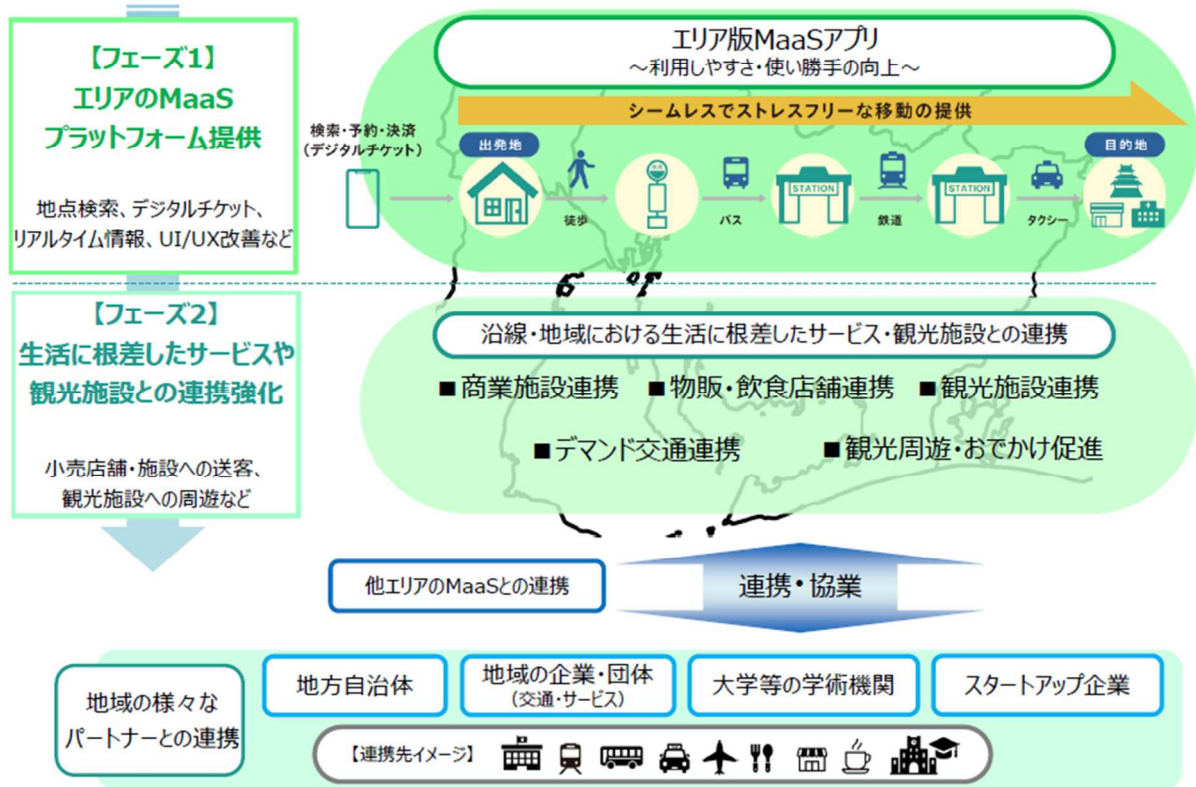 【フェーズ1】
エリアのMaaS
プラットフォーム提供
地点検索、デジタルチケット、
リアルタイム情報、UI/UX改善など
エリア版MaaSアプリ
～利用しやすさ・使い勝手の向上～
シームレスでストレスフリーな移動の提供
検索・予約・決済
(デジタルチケット)
出発地
目的地
STATION
STATION
徒歩
バス
鉄道
タクシー
【フェーズ2】
生活に根差したサービスや
観光施設との連携強化
小売店舗・施設への送客、
観光施設への周遊など
沿線・地域における生活に根差したサービス・観光施設との連携
■商業施設連携 ■物販・飲食店舗連携 ■観光施設連携
■デマンド交通連携 ■観光周遊・おでかけ促進
他エリアのMaaSとの連携
連携・協業
地域の様々な
パートナーとの連携
地方自治体
地域の企業・団体
(交通・サービス)
大学等の学術機関
スタートアップ企業
【連携先イメージ】